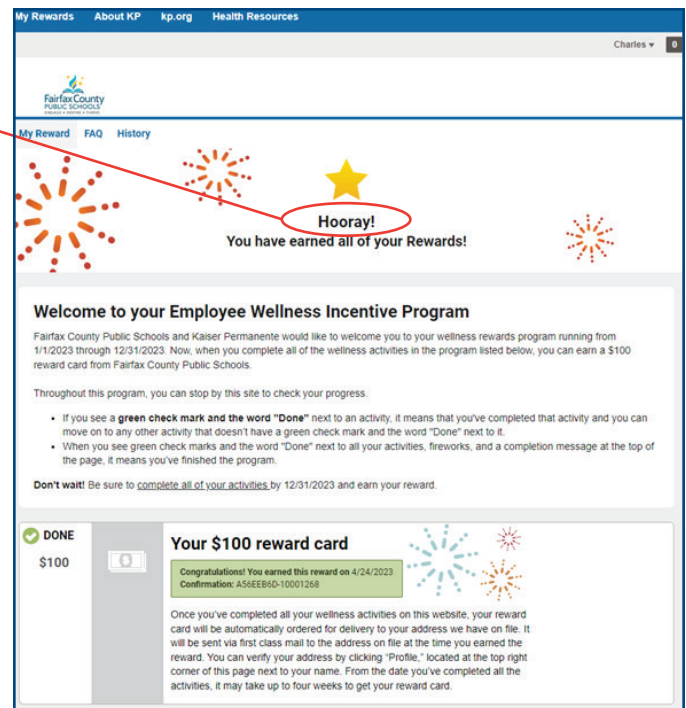 My Rewards About KP kp.org Health Resources
Charles 0
Fairfax County
PUBLIC SCHOOLS
ENGAGE • INSPIRE • THRIVE
My Reward FAQ History
Hooray!
You have earned all of your Rewards!
Welcome to your Employee Wellness Incentive Program
Fairfax County Public Schools and Kaiser Permanente would like to welcome you to your wellness rewards program running from
1/1/2023 through 12/31/2023. Now, when you complete all of the wellness activities in the program listed below, you can earn a $100
reward card from Fairfax County Public Schools.
Throughout this program, you can stop by this site to check your progress.
• If you see a green check mark and the word "Done" next to an activity, it means that you've completed that activity and you can
move on to any other activity that doesn't have a green check mark and the word "Done" next to it.
• When you see green check marks and the word "Done" next to all your activities, fireworks, and a completion message at the top of
the page, it means you've finished the program.
Don't wait! Be sure to complete all of your activities by 12/31/2023 and earn your reward.
DONE
$100
Your $100 reward card
Congratulations! You earned this reward on 4/24/2023
Confirmation: A56EEB6D-10001268
Once you've completed all your wellness activities on this website, your reward
card will be automatically ordered for delivery to your address we have on file. It
will be sent via first class mail to the address on file at the time you earned the
reward. You can verify your address by clicking "Profile," located at the top right
corner of this page next to your name. From the date you've completed all the
activities, it may take up to four weeks to get your reward card.